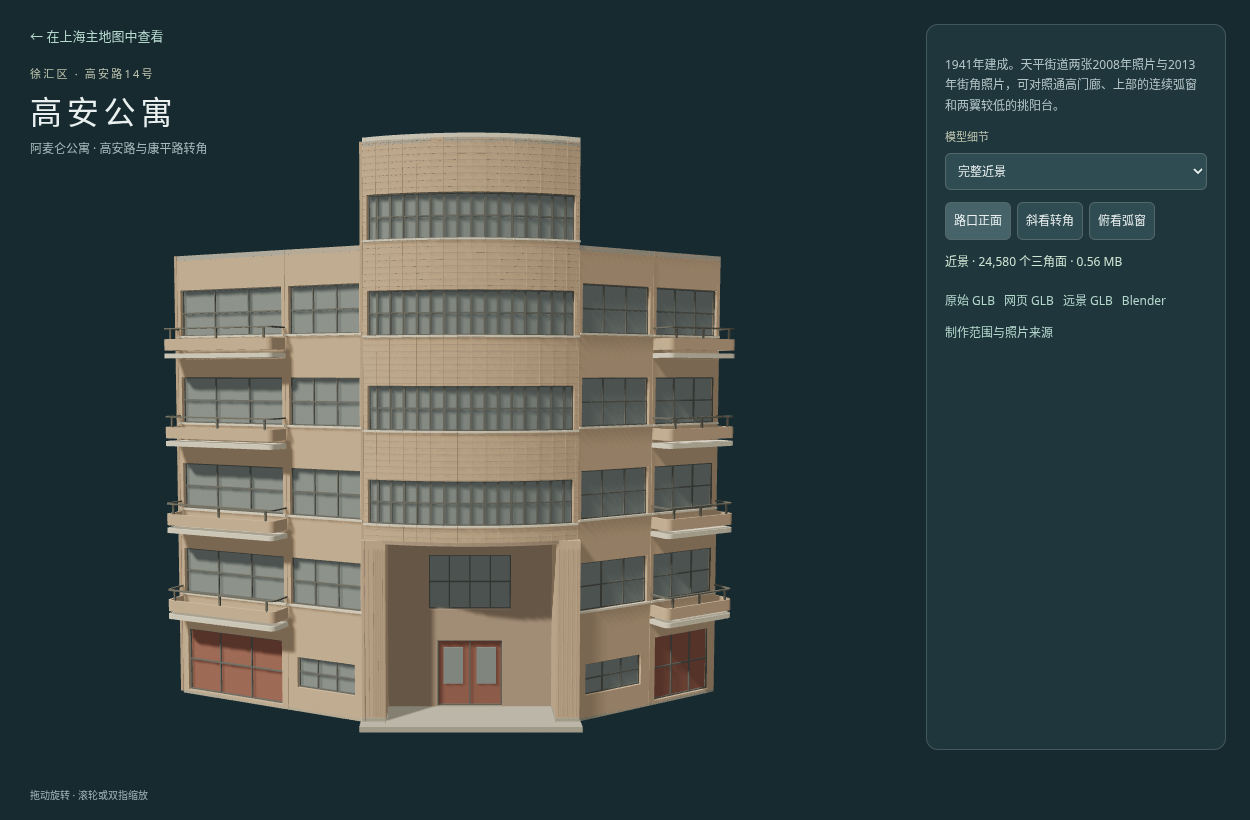 ← 在上海主地图中查看
徐汇区 · 高安路14号
高安公寓
阿麦仑公寓 · 高安路与康平路转角
1941年建成。天平街道两张2008年照片与2013
年街角照片，可对照通高门廊、上部的连续弧窗
和两翼较低的挑阳台。
模型细节
完整近景
路口正面 斜看转角 俯看弧窗
近景 · 24,580 个三角面 · 0.56 MB
原始 GLB 网页 GLB 远景 GLB Blender
制作范围与照片来源
拖动旋转 · 滚轮或双指缩放